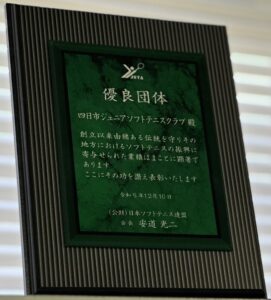 JSTA
優良団体
四日市ジュニアソフトテニスクラブ 殿
創立以来由緒ある伝統を守りその
地方におけるソフトテニスの振興に
寄与せられた業績はまことに顕著で
あります
ここにその功を讃え表彰いたします
12月10日
(公財)日本ソフトテニス連盟
会長 安道光二